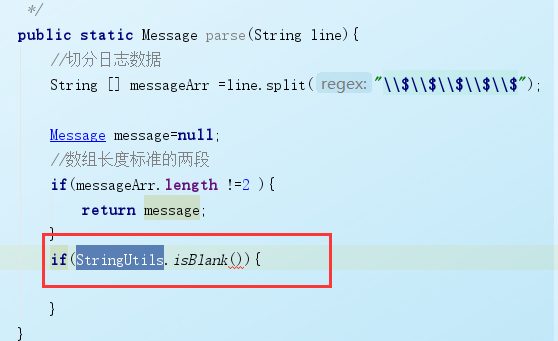 */
public static Message parse(String line){
//切分日志数据
String [] messageArr =line.split( regex: "\\$\\$\\$\\$\\$");
Message message=null;
//数组长度标准的两段
if(messageArr.length !=2 ){
return message;
}
if(StringUtils.isBlank()){
}
}